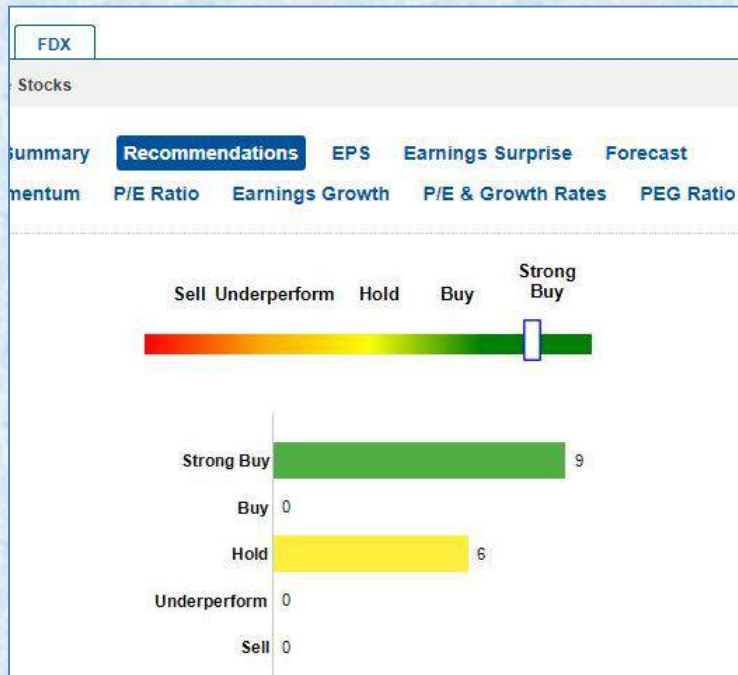 FDX
Stocks
Summary Recommendations EPS Earnings Surprise Forecast
mentum P/E Ratio Earnings Growth P/E & Growth Rates PEG Ratio
Strong
Sell Underperform Hold Buy Buy
Strong Buy 9
Buy 0
Hold 6
Underperform 0
Sell 0